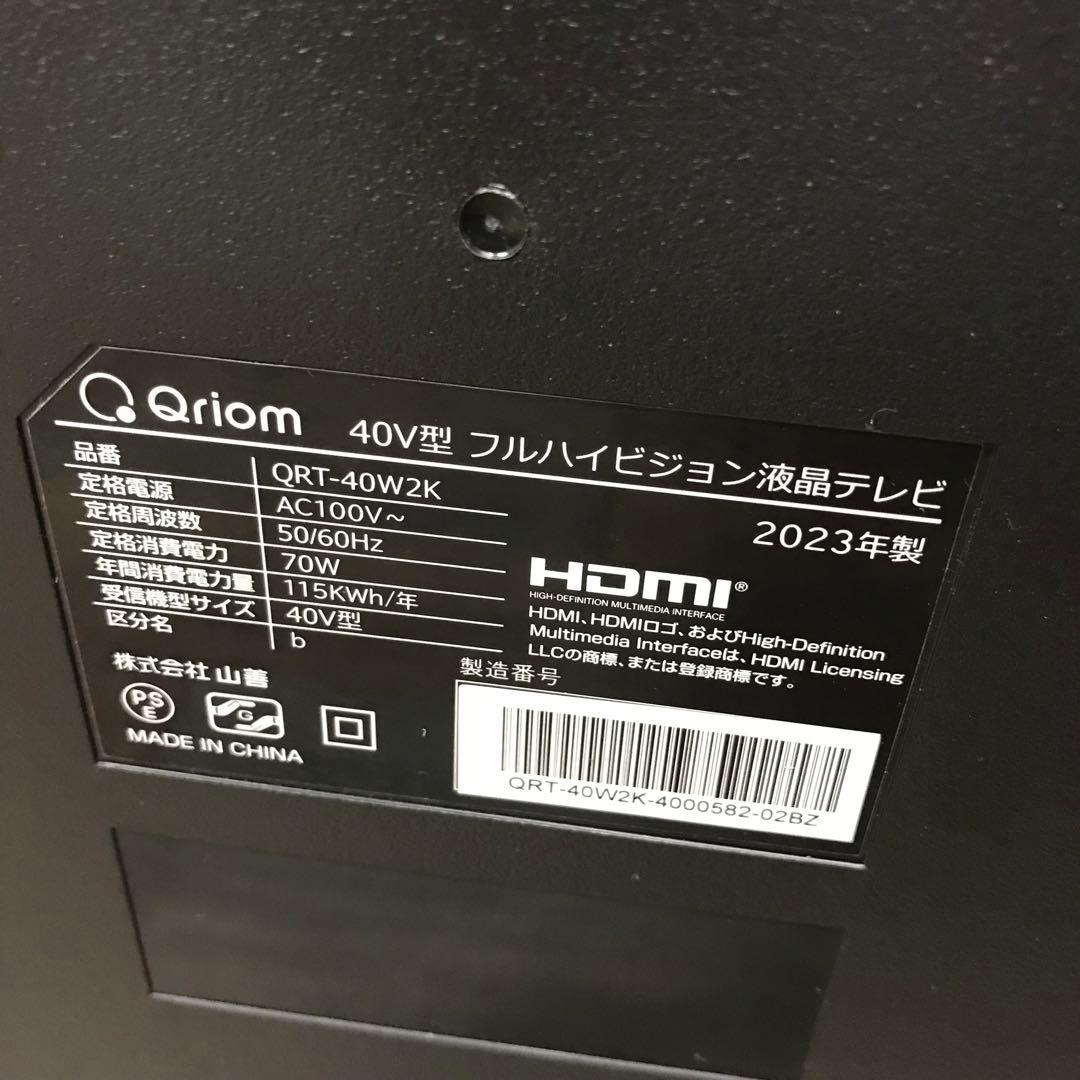 Qriom 40V型 フルハイビジョン液晶テレビ
2023年製
品番 QRT-40W2K
定格電源 AC100V~
定格周波数 50/60Hz
定格消費電力 70W
年間消費電力量 115KWh/年
受信機型サイズ 40V型
区分名 b
株式会社 山善
PS
E
G
MADE IN CHINA
HDMI®
HIGH-DEFINITION MULTIMEDIA INTERFACE
HDMI、HDMIロゴ、およびHigh-Definition
Multimedia Interfaceは、HDMI Licensing
LLCの商標、または登録商標です。
製造番号
QRT-40W2K-4000582-02BZ